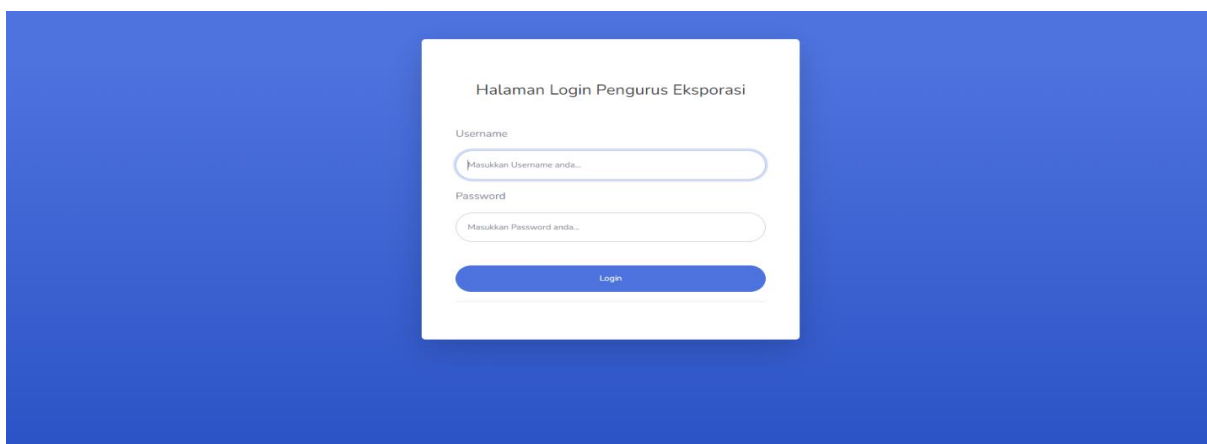 Halaman Login Pengurus Eksporasi
Username
Masukkan Username anda...
Password
Masukkan Password anda...
Login